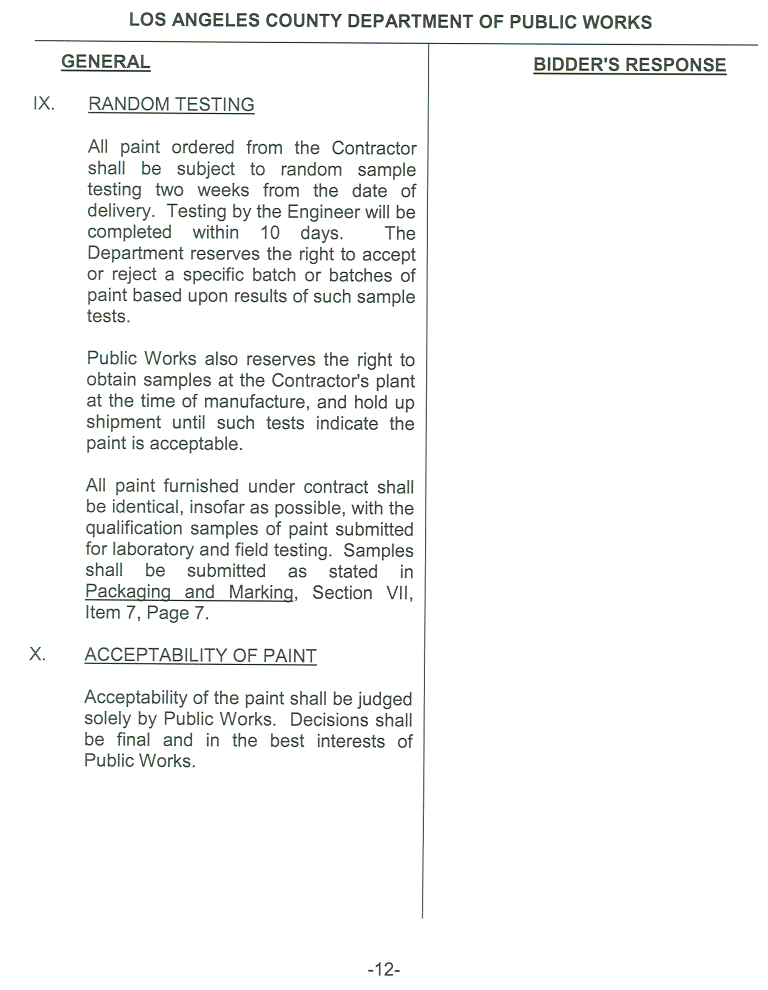 LOS ANGELES COUNTY DEPARTMENT OF PUBLIC WORKS
GENERAL
BIDDER'S RESPONSE
IX. RANDOM TESTING
All paint ordered from the Contractor
shall be subject to random sample
testing two weeks from the date of
delivery. Testing by the Engineer will be
completed within 10 days. The
Department reserves the right to accept
or reject a specific batch or batches of
paint based upon results of such sample
tests.
Public Works also reserves the right to
obtain samples at the Contractor's plant
at the time of manufacture, and hold up
shipment until such tests indicate the
paint is acceptable.
All paint furnished under contract shall
be identical, insofar as possible, with the
qualification samples of paint submitted
for laboratory and field testing. Samples
shall be submitted as stated in
Packaging and Marking, Section VII,
Item 7, Page 7.
X. ACCEPTABILITY OF PAINT
Acceptability of the paint shall be judged
solely by Public Works. Decisions shall
be final and in the best interests of
Public Works.
-12-